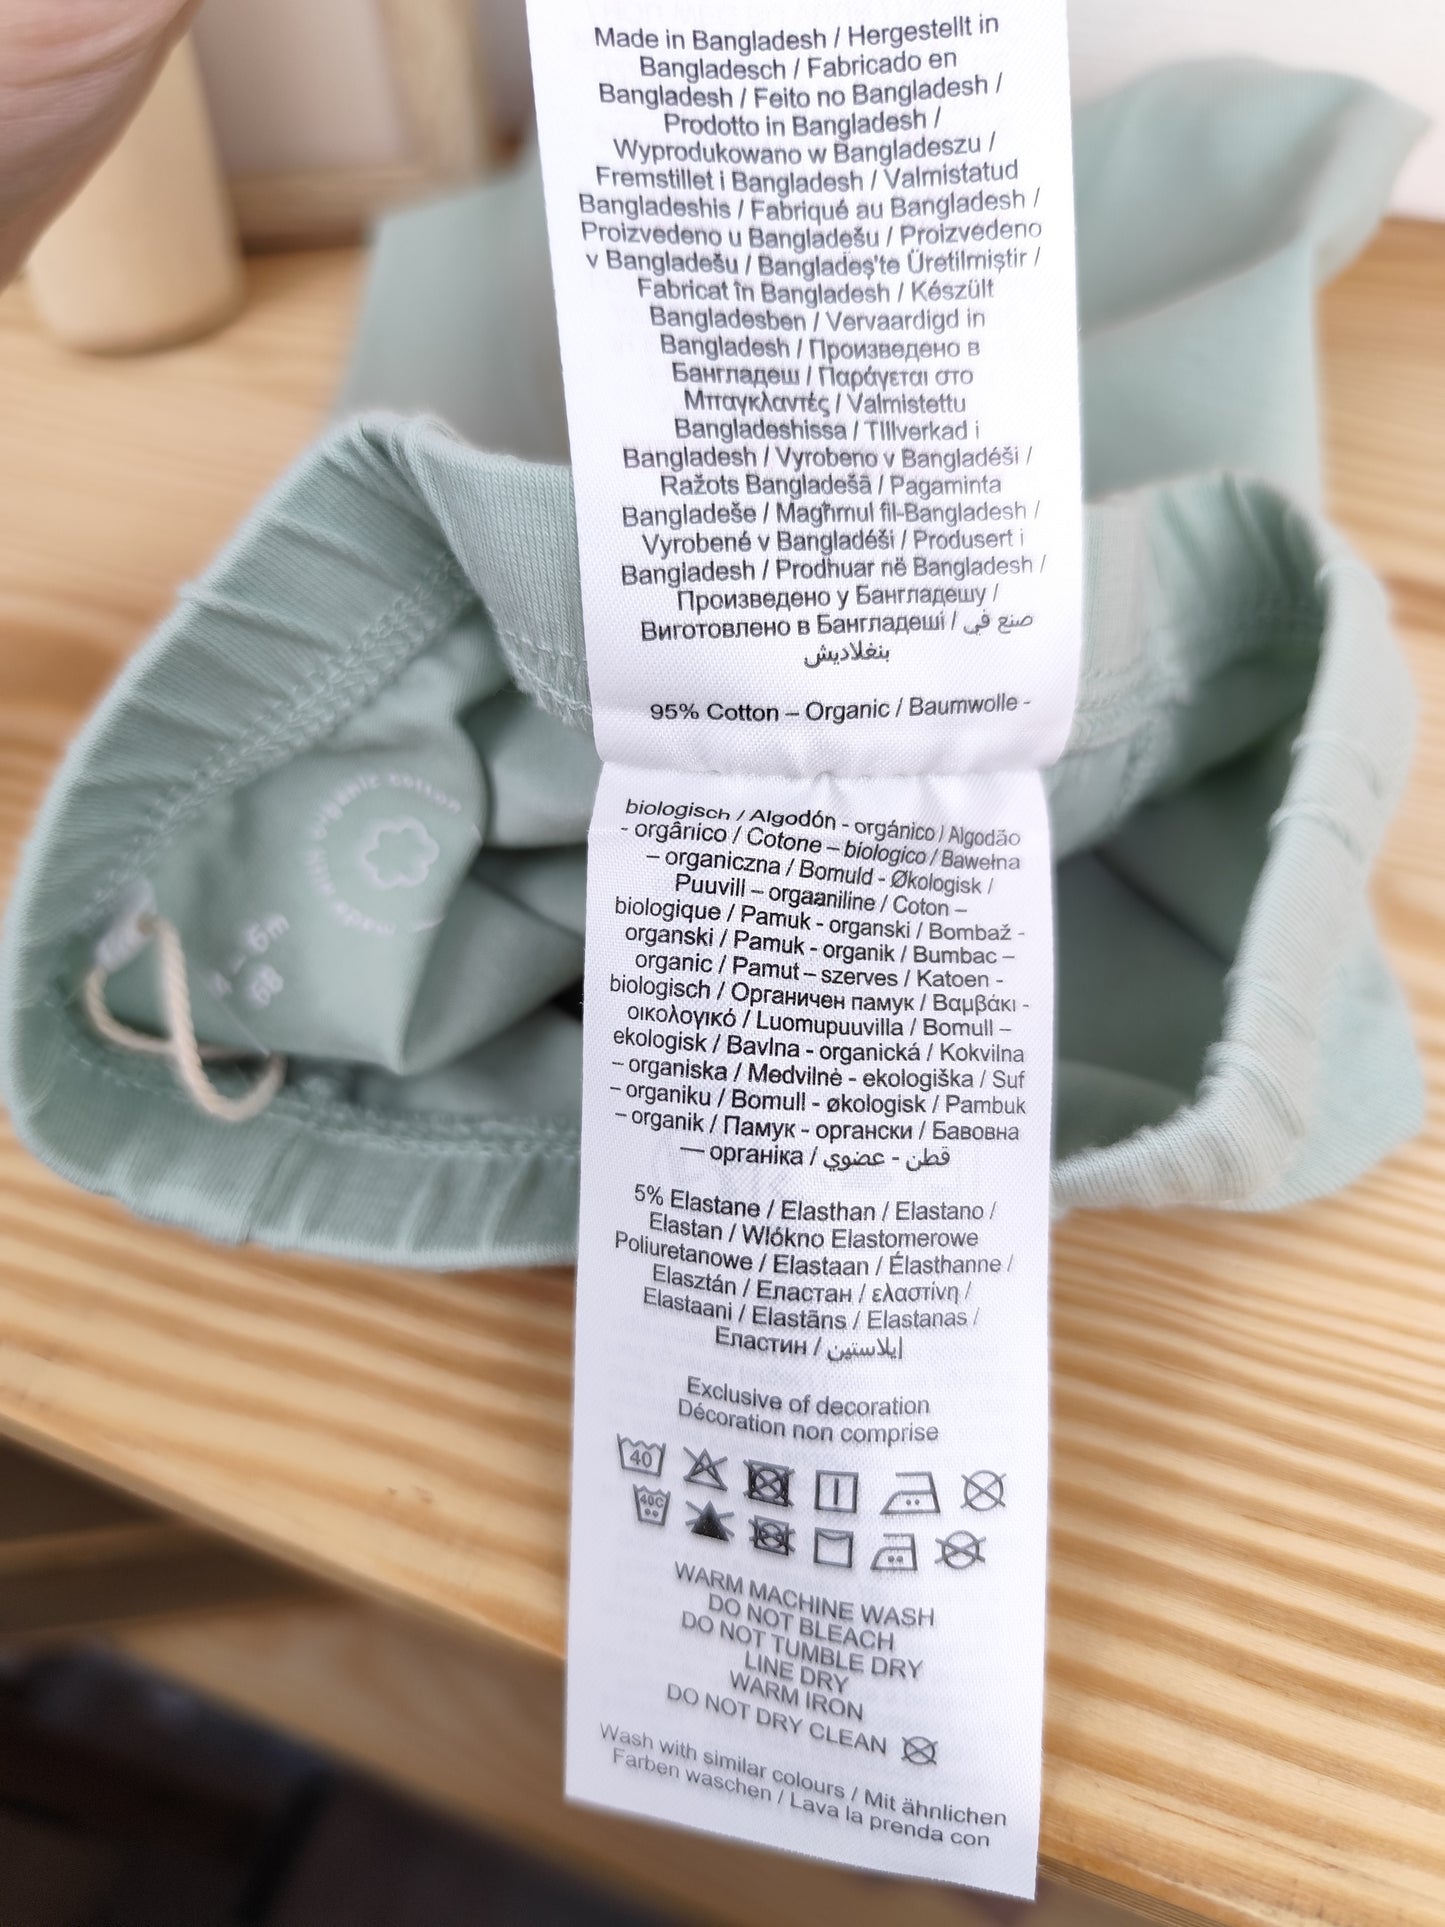 Made in Bangladesh / Hergestellt in
Bangladesch / Fabricado en
Bangladesh / Feito no Bangladesh /
Prodotto in Bangladesh /
Wyprodukowano w Bangladeszu /
Fremstillet i Bangladesh / Valmistatud
Bangladeshis / Fabriqué au Bangladesh /
Proizvedeno u Bangladešu / Proizvedeno
v Bangladešu / Bangladeş'te Üretilmiştir /
Fabricat în Bangladesh / Készült
Bangladesben / Vervaardigd in
Bangladesh / Произведено в
Бангладеш / Παράγεται στο
Μπαγκλαντές / Valmistettu
Bangladeshissa / TIllverkad i
Bangladesh / Vyrobeno v Bangladéši /
Ražots Bangladešā / Pagaminta
Bangladeše / Magħmul fil-Bangladesh /
Vyrobené v Bangladéši / Produsert i
Bangladesh / Prodhuar në Bangladesh /
Произведено у Бангладешу /
Виготовлено в Бангладеші / صنع في
بنغلاديش
95% Cotton – Organic / Baumwolle -
biologisch / Algodón - orgánico / Algodão
- orgânico / Cotone – biologico / Bawełna
– organiczna / Bomuld - Økologisk /
Puuvill – orgaaniline / Coton –
biologique / Pamuk - organski / Bombaž -
organski / Pamuk - organik / Bumbac –
organic / Pamut – szerves / Katoen -
biologisch / Органичен памук / Βαμβάκι -
οικολογικό / Luomupuuvilla / Bomull –
ekologisk / Bavlna - organická / Kokvilna
– organiska / Medvilnė - ekologiška / Suf
– organiku / Bomull - økologisk / Pambuk
– organik / Памук - органски / Бавовна
— органіка / قطن - عضوي
5% Elastane / Elasthan / Elastano /
Elastan / Wlókno Elastomerowe
Poliuretanowe / Elastaan / Élasthanne /
Elasztán / Еластан / ελαστίνη /
Elastaani / Elastāns / Elastanas /
Еластин / إيلاستين
Exclusive of decoration
Décoration non comprise
40
40C
WARM MACHINE WASH
DO NOT BLEACH
DO NOT TUMBLE DRY
LINE DRY
WARM IRON
DO NOT DRY CLEAN
Wash with similar colours / Mit ähnlichen
Farben waschen / Lava la prenda con
organic cotton
made
4 – 6m
68